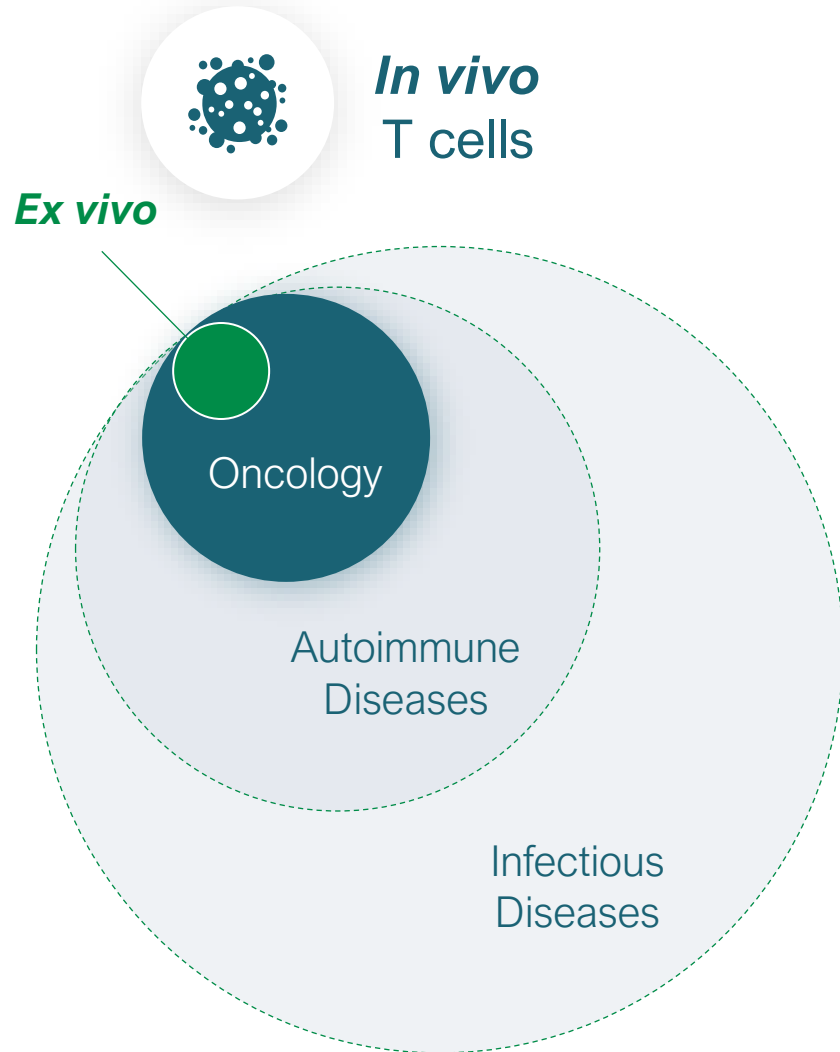 In vivo
T cells
Ex vivo
Oncology
Autoimmune
Diseases
Infectious
Diseases